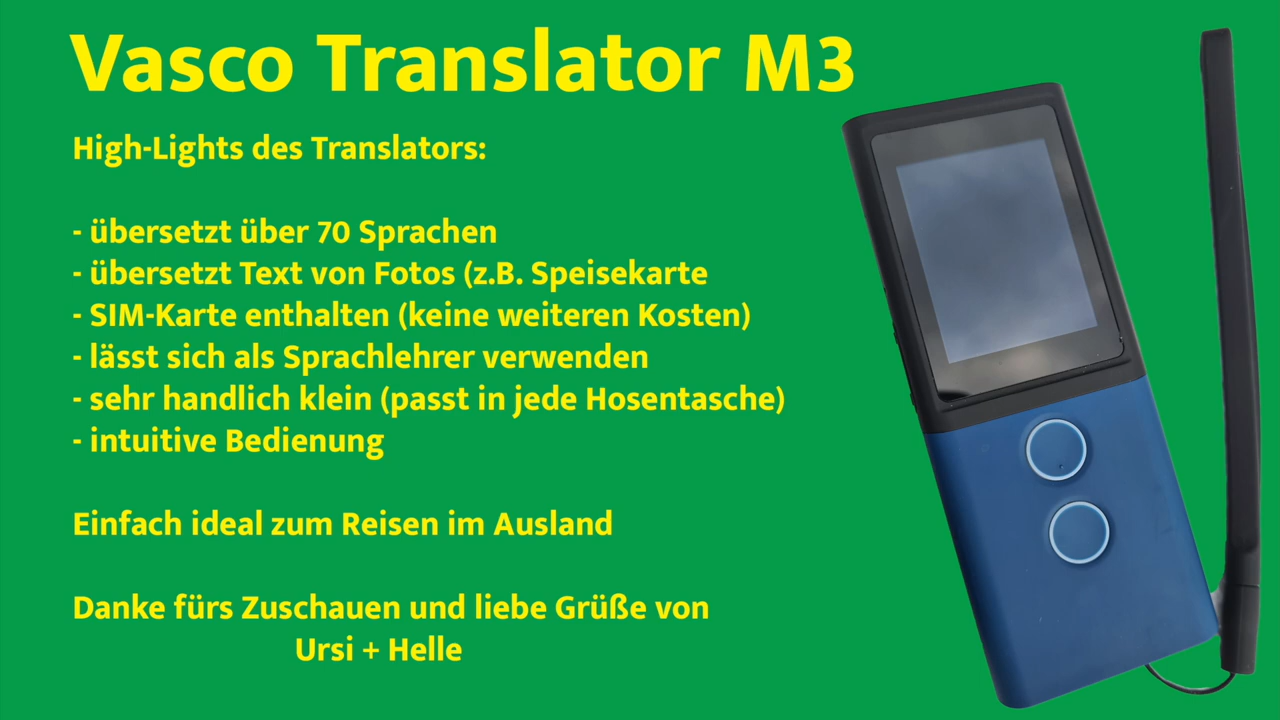 Vasco Translator M3
High-Lights des Translators:
- übersetzt über 70 Sprachen
- übersetzt Text von Fotos (z.B. Speisekarte
- SIM-Karte enthalten (keine weiteren Kosten)
- lässt sich als Sprachlehrer verwenden
- sehr handlich klein (passt in jede Hosentasche)
- intuitive Bedienung
Einfach ideal zum Reisen im Ausland
Danke fürs Zuschauen und liebe Grüße von
Ursi + Helle